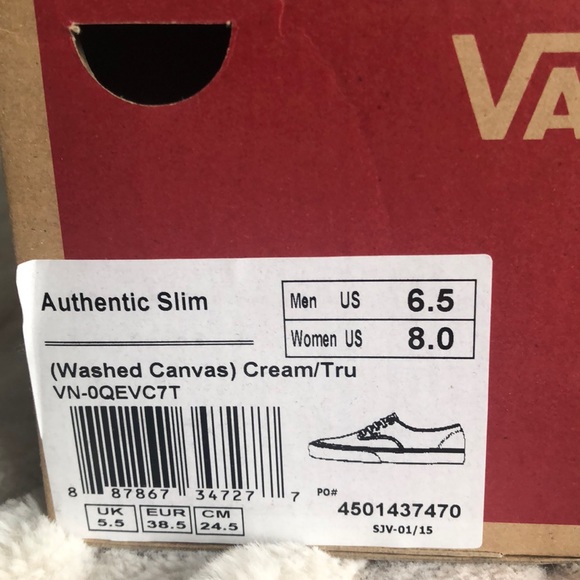 VA
Authentic Slim
Men US 6.5
Women US 8.0
(Washed Canvas) Cream/Tru
VN-0QEVC7T
8 87867 34727 7
UK EUR CM
5.5 38.5 24.5
PO# 4501437470
SJV-01/15